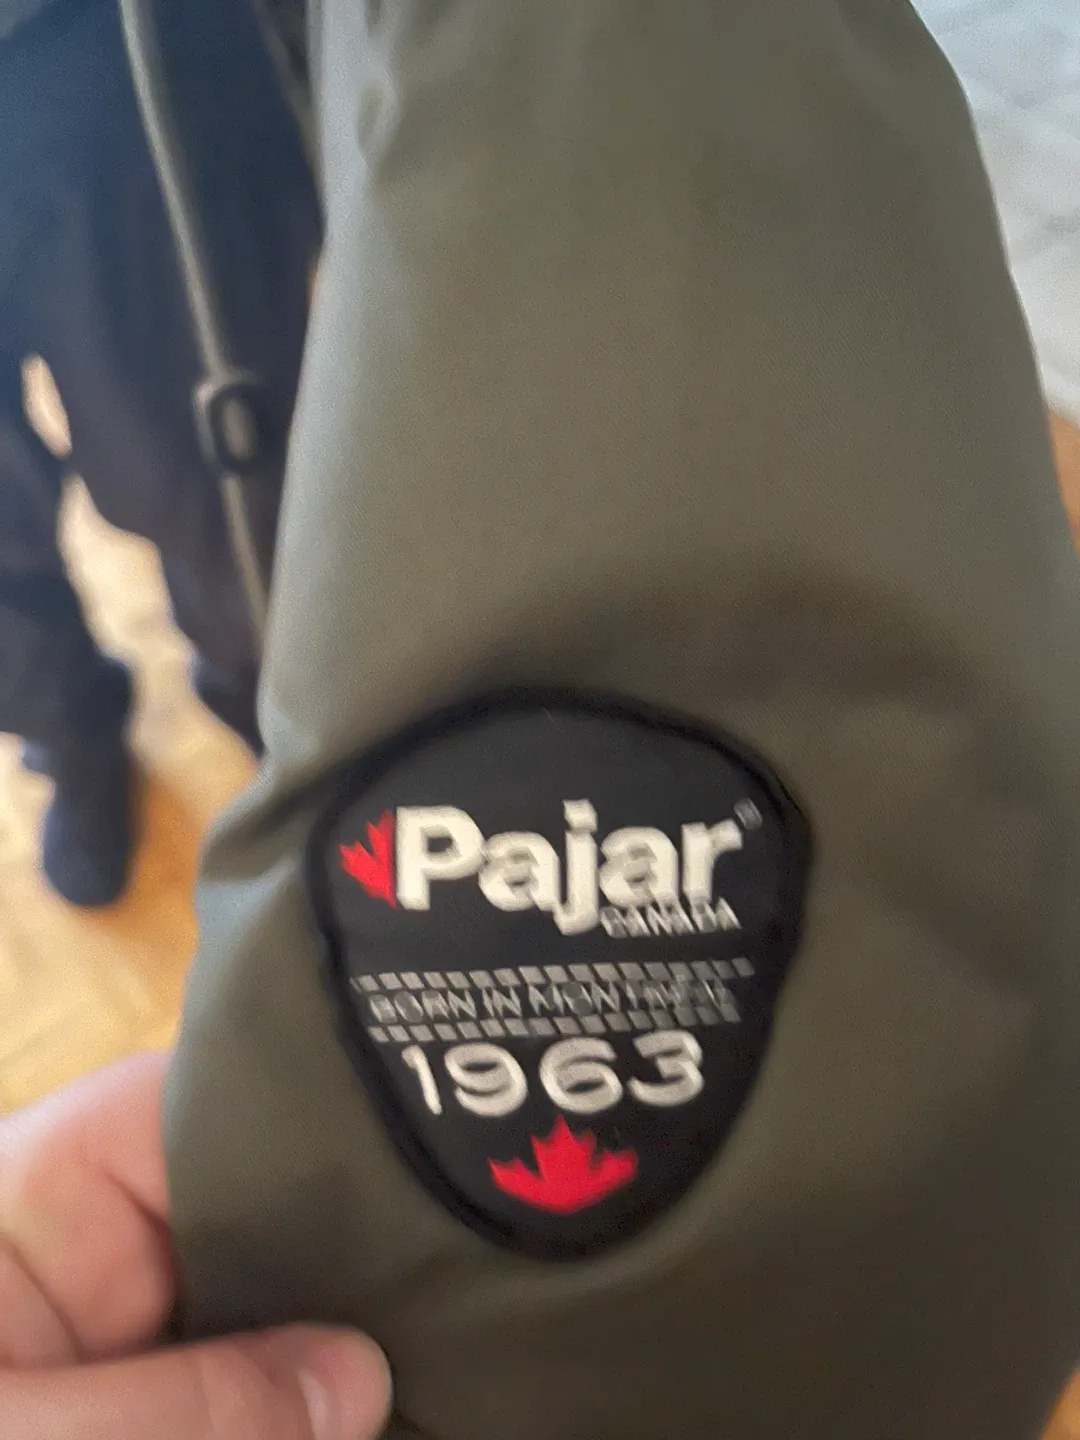 Pajar
CANADA
BORN IN MONTREAL
1963